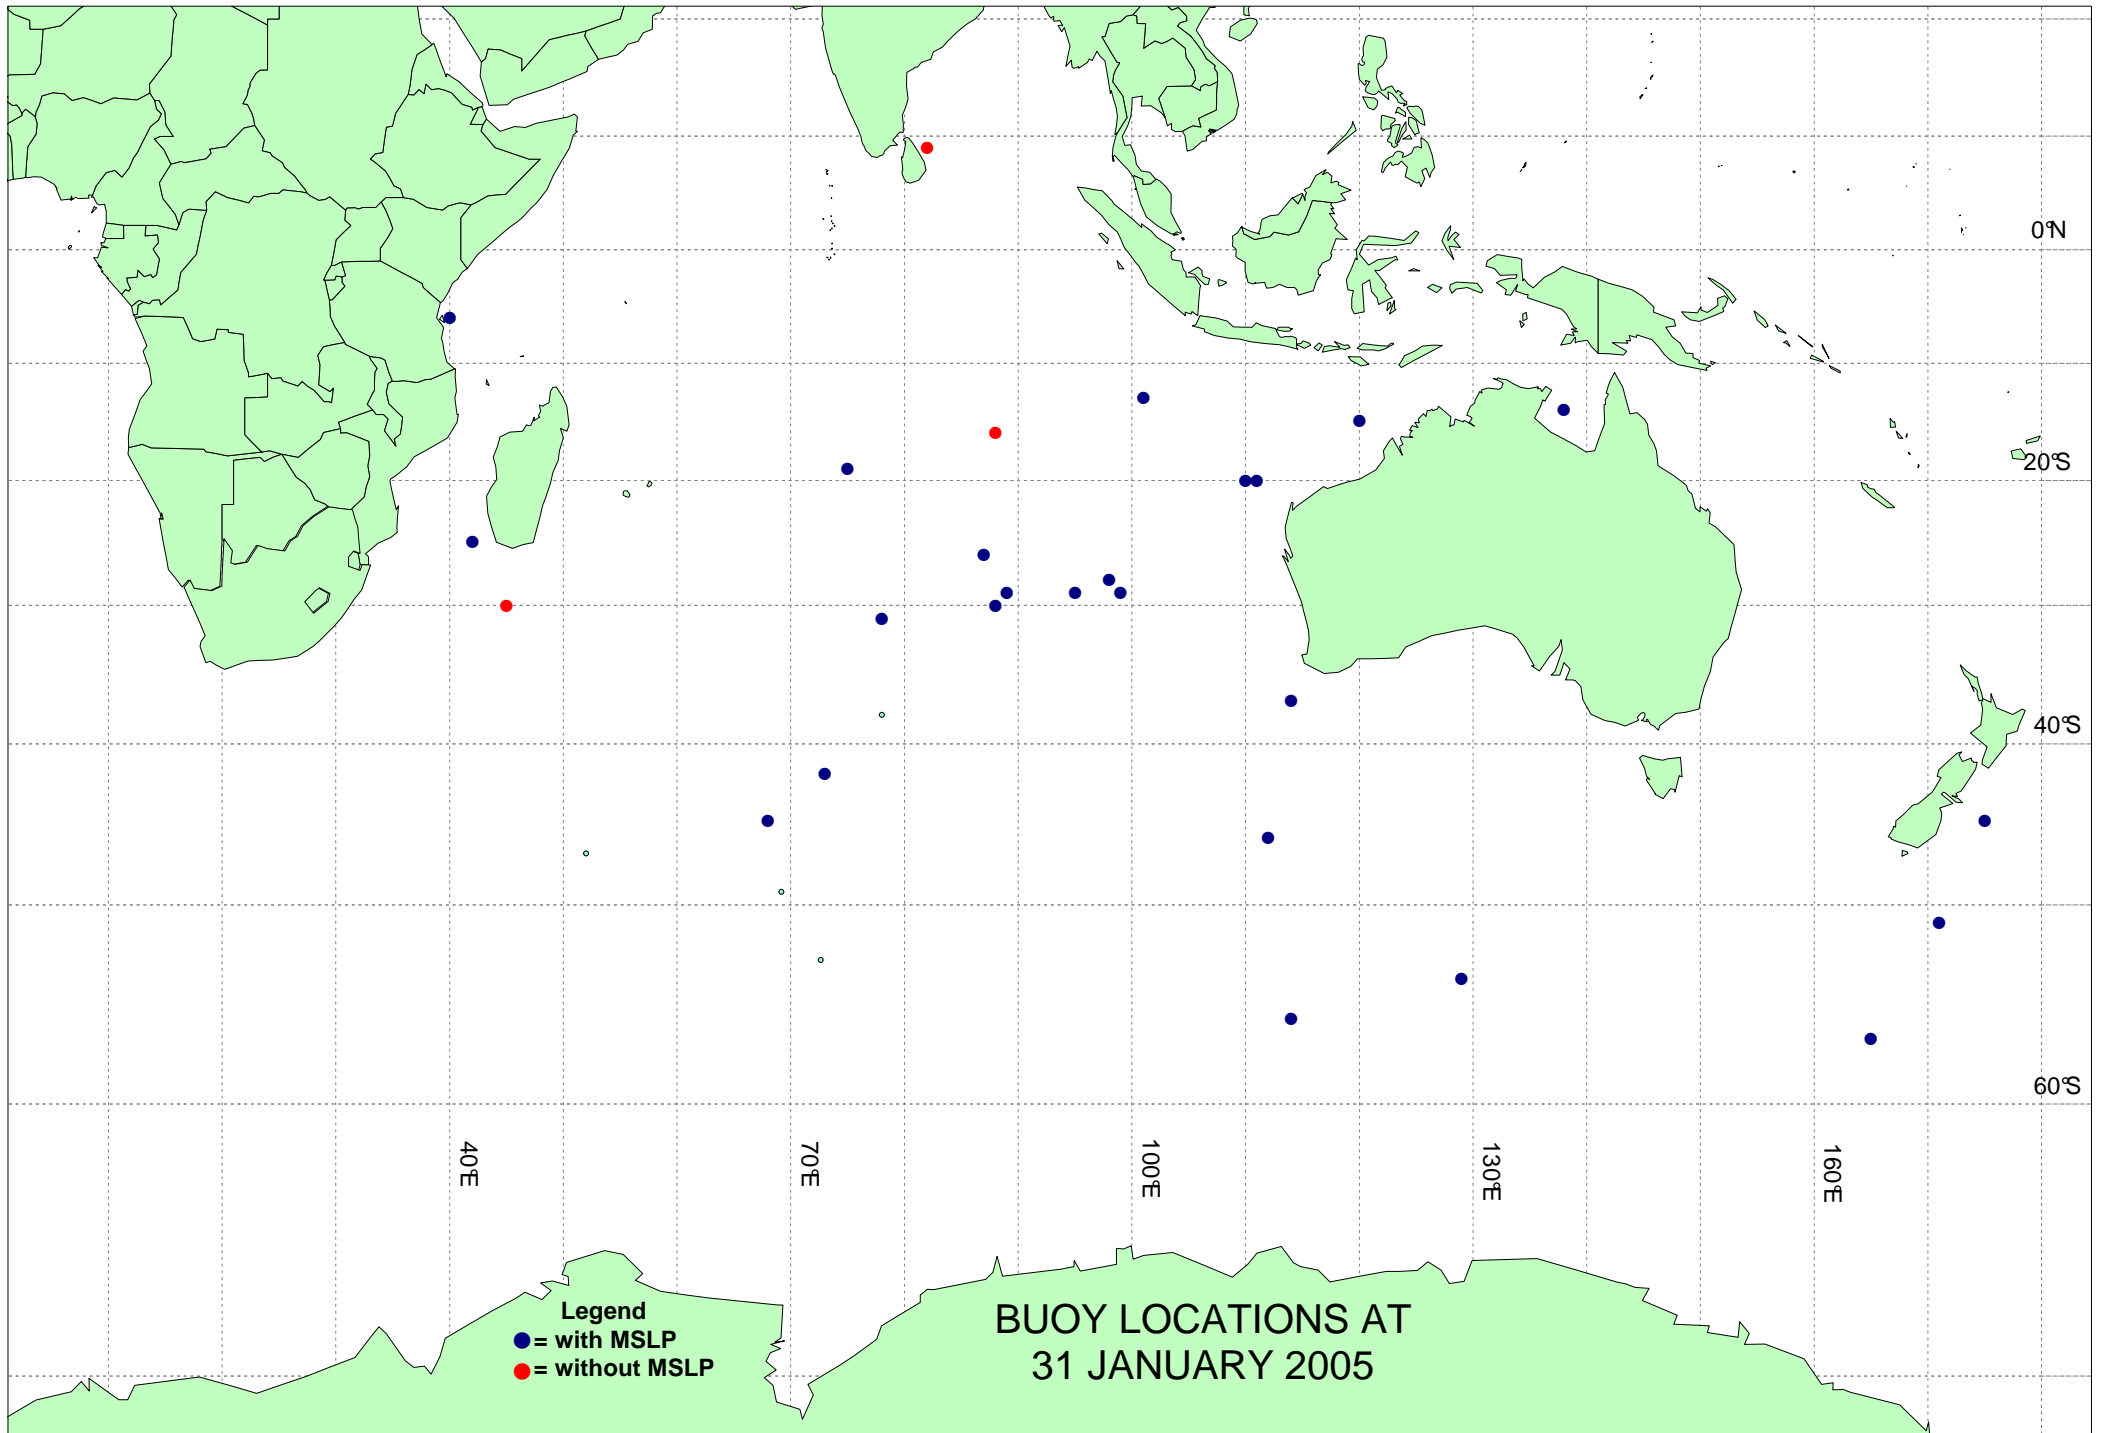 0°N
20°S
40°S
60°S
40°E
70°E
100°E
130°E
160°E
Legend
= with MSLP
= without MSLP
BUOY LOCATIONS AT
31 JANUARY 2005